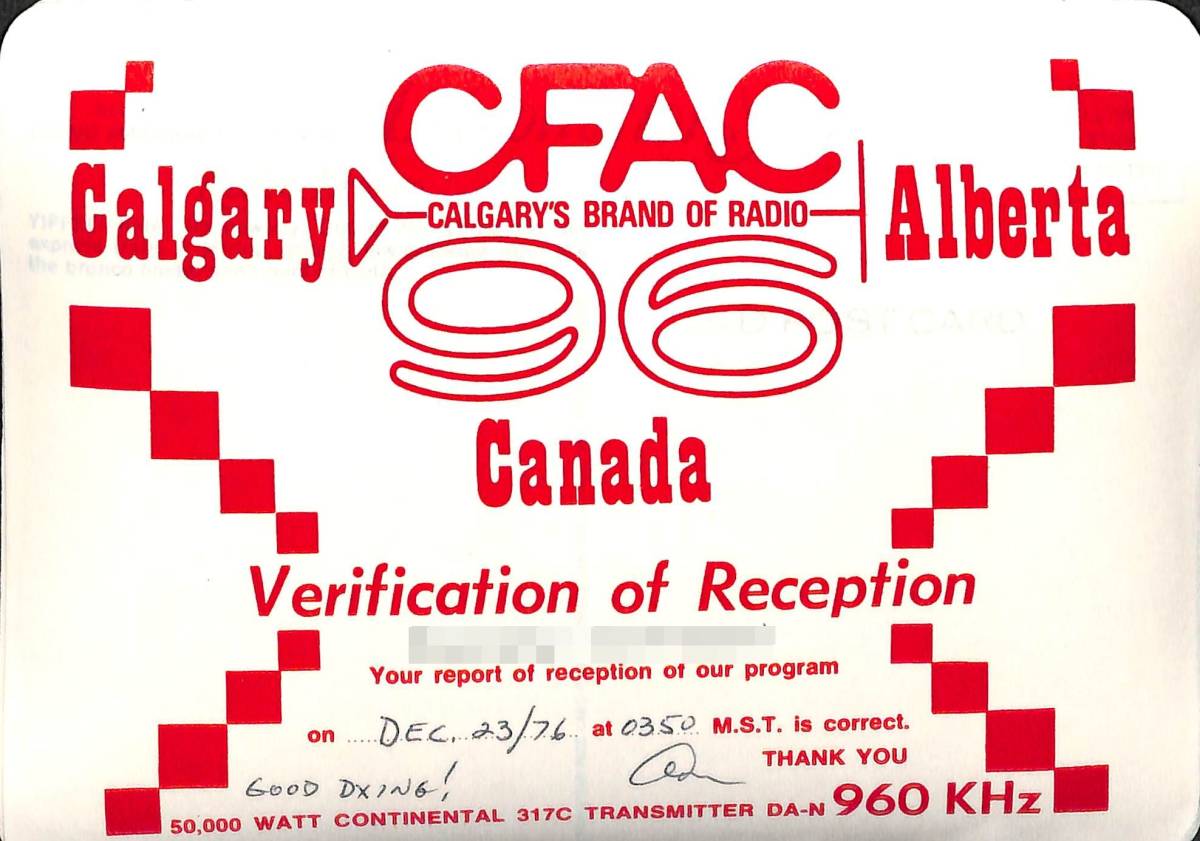 CFAC
Calgary
CALGARY'S BRAND OF RADIO
Alberta
96
Canada
Verification of Reception
Your report of reception of our program
on DEC. 23/76 at 0350 M.S.T. is correct.
THANK YOU
GOOD DXING!
50,000 WATT CONTINENTAL 317C TRANSMITTER DA-N 960 KHz